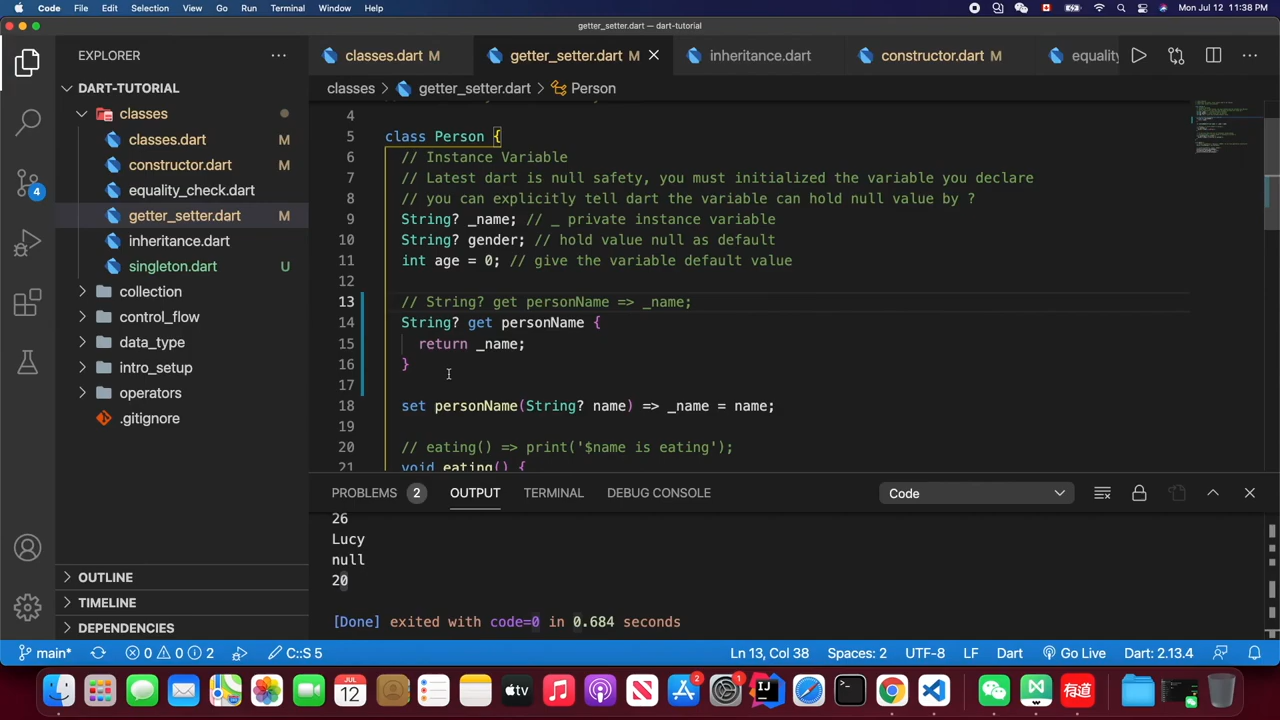 Code File Edit Selection View Go Run Terminal Window Help Mon Jul 12 11:38 PM
getter_setter.dart — dart-tutorial
EXPLORER
classes.dart M
getter_setter.dart M
inheritance.dart
constructor.dart M
equality
DART-TUTORIAL
classes
classes.dart M
constructor.dart M
equality_check.dart
getter_setter.dart M
inheritance.dart
singleton.dart U
collection
control_flow
data_type
intro_setup
operators
.gitignore
OUTLINE
TIMELINE
DEPENDENCIES
4
classes > getter_setter.dart > Person
4
5 class Person {
6 // Instance Variable
7 // Latest dart is null safety, you must initialized the variable you declare
8 // you can explicitly tell dart the variable can hold null value by ?
9 String? _name; // _ private instance variable
10 String? gender; // hold value null as default
11 int age = 0; // give the variable default value
12
13 // String? get personName => _name;
14 String? get personName {
15 return _name;
16 }
17
18 set personName(String? name) => _name = name;
19
20 // eating() => print('$name is eating');
21 void eating() {
PROBLEMS 2 OUTPUT TERMINAL DEBUG CONSOLE Code
26
Lucy
null
20
[Done] exited with code=0 in 0.684 seconds
main* 0 0 2 C::S 5 Ln 13, Col 38 Spaces: 2 UTF-8 LF Dart Go Live Dart: 2.13.4
JUL
12
tv
2
1
有道